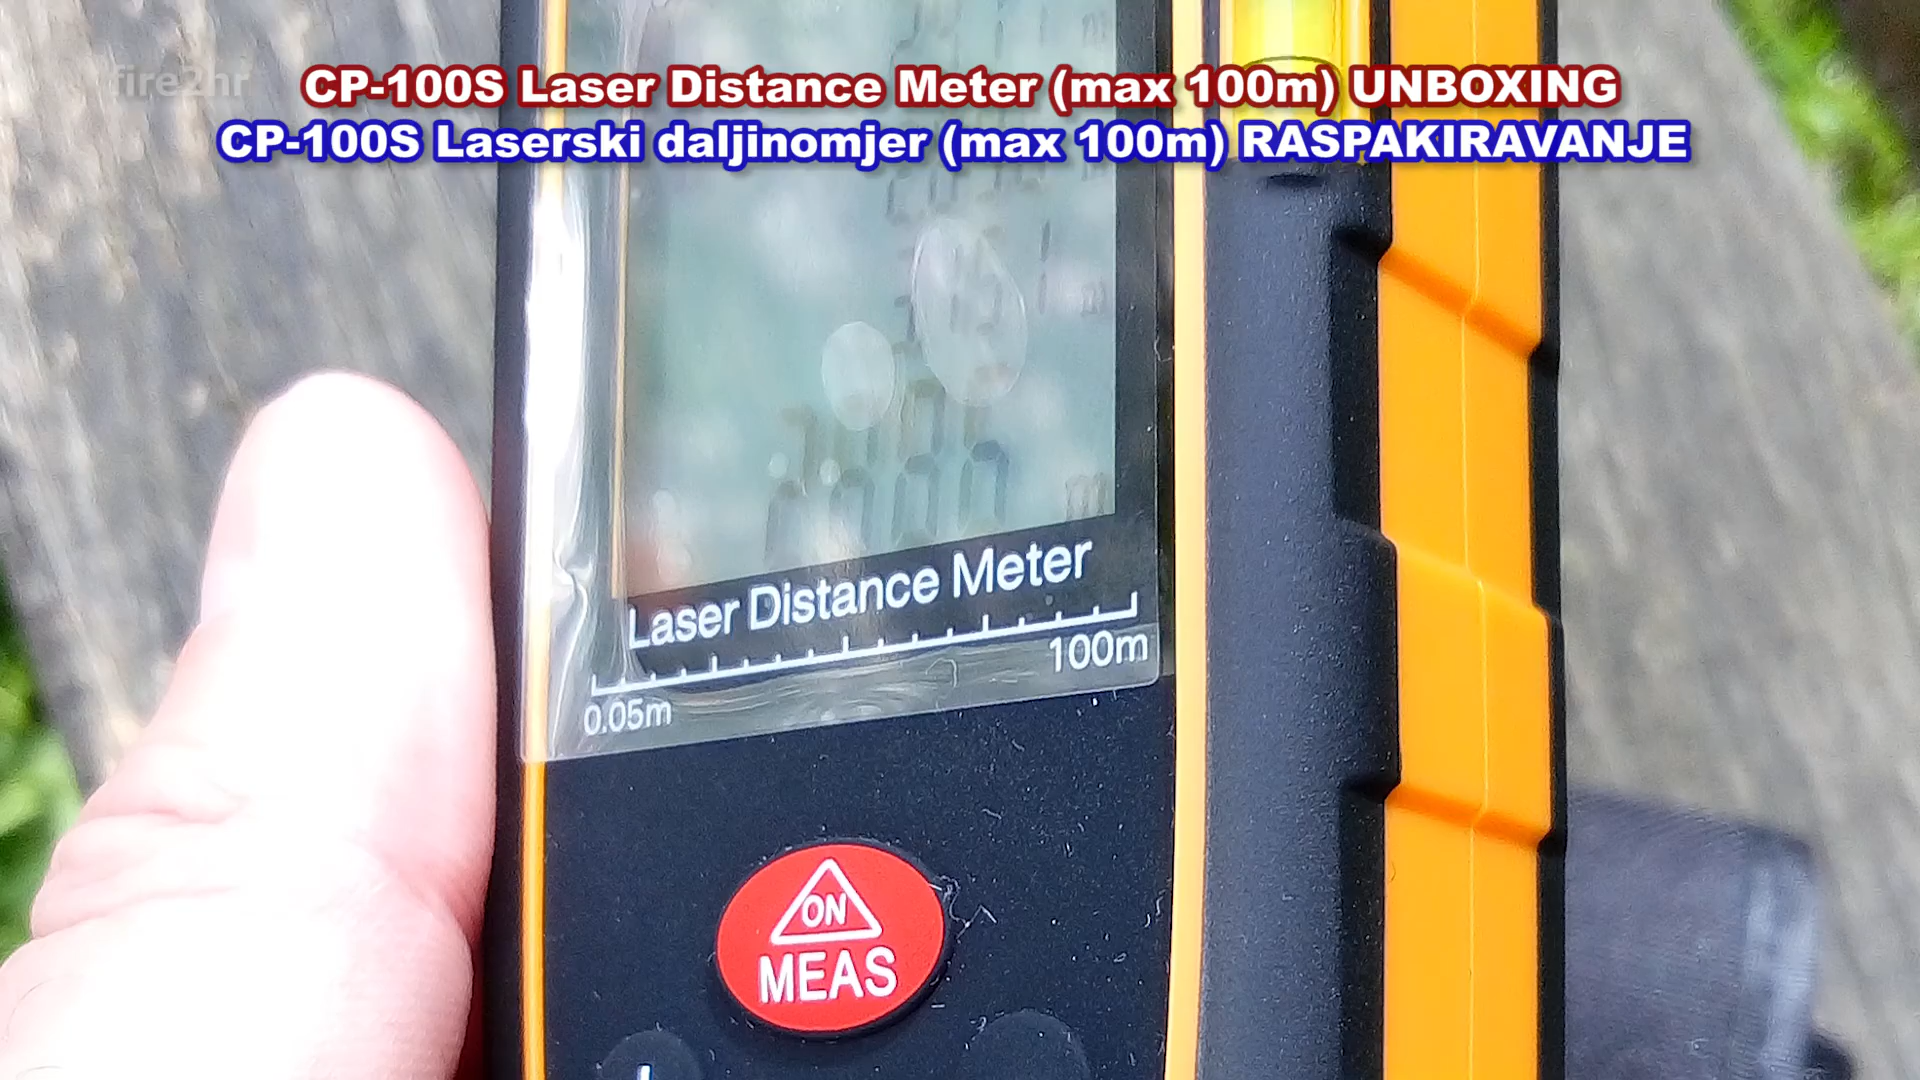 fire2hr
CP-100S Laser Distance Meter (max 100m) UNBOXING
CP-100S Laserski daljinomjer (max 100m) RASPAKIRAVANJE
m
m
Laser Distance Meter
0.05m 100m
ON
MEAS